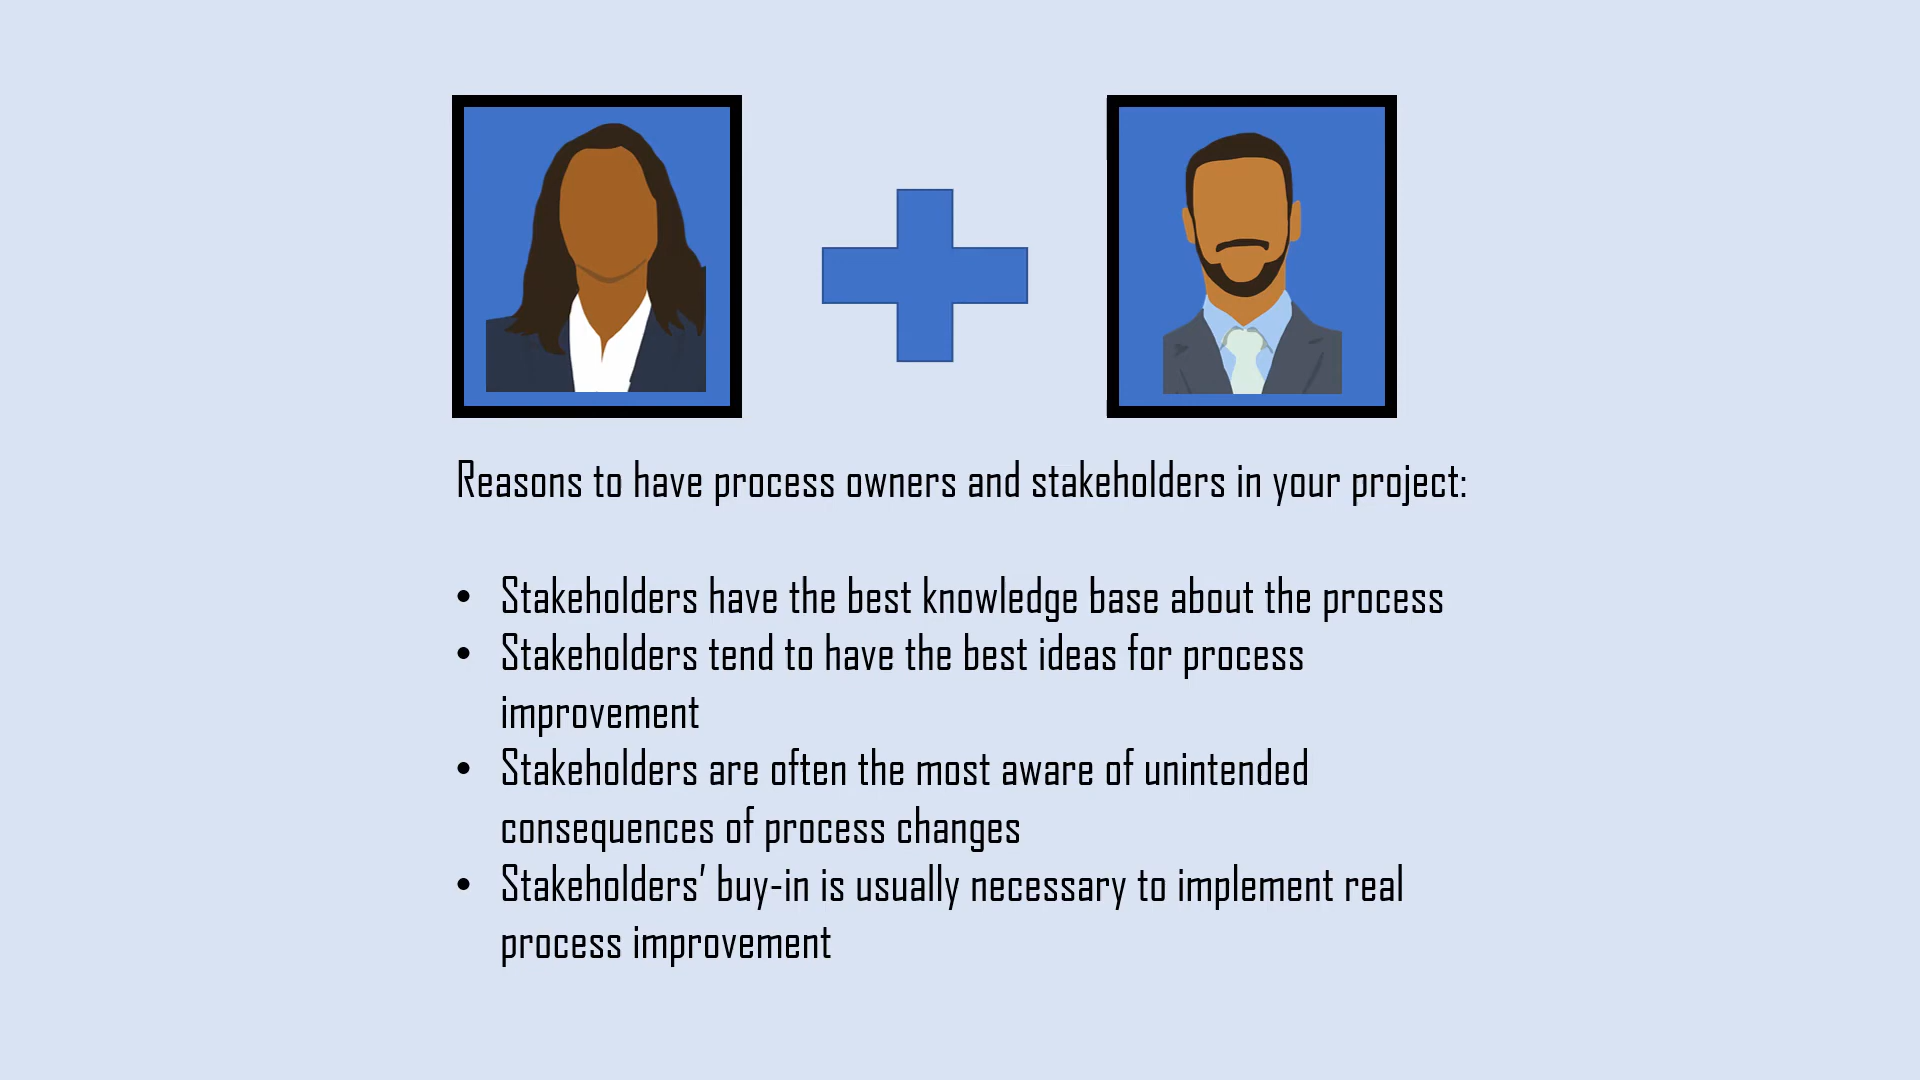 Reasons to have process owners and stakeholders in your project:
• Stakeholders have the best knowledge base about the process
• Stakeholders tend to have the best ideas for process
improvement
• Stakeholders are often the most aware of unintended
consequences of process changes
• Stakeholders’ buy-in is usually necessary to implement real
process improvement